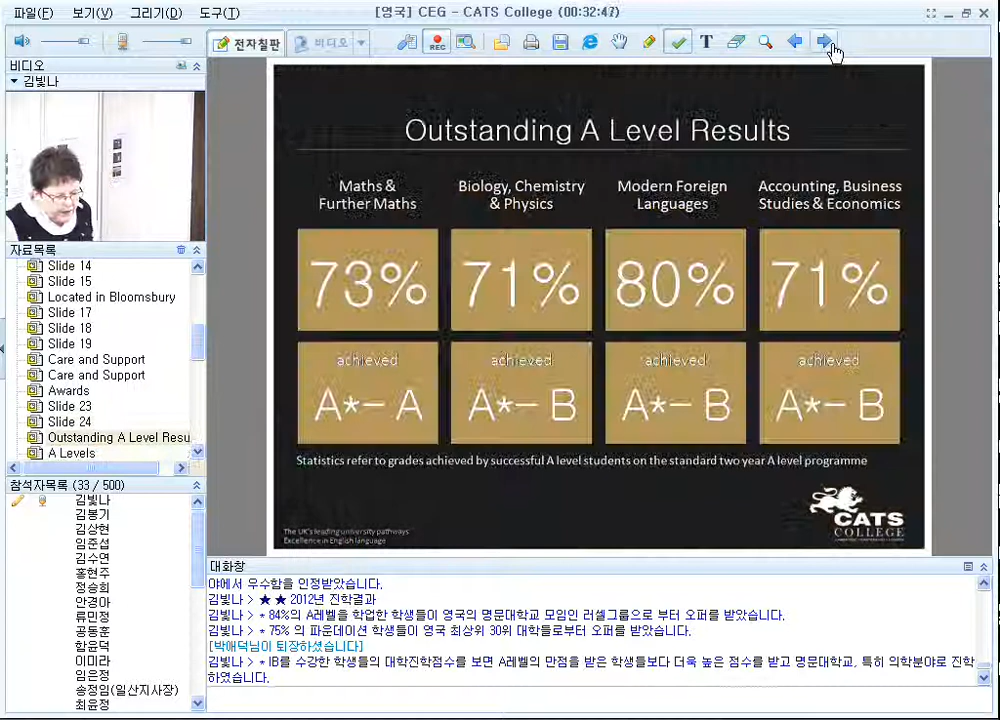 파일(F) 보기(V) 그리기(D) 도구(T) [영국] CEG - CATS College (00:32:47)
전자칠판 비디오 REC T
비디오
김빛나
자료목록
Slide 14
Slide 15
Located in Bloomsbury
Slide 17
Slide 18
Slide 19
Care and Support
Care and Support
Awards
Slide 23
Slide 24
Outstanding A Level Resu
A Levels
참석자목록 (33 / 500)
김빛나
김봉기
김상현
임준섭
김수연
홍현주
정승희
안경아
류민정
공동훈
함윤덕
이미라
임은정
송정임(일산지사장)
최윤정
Outstanding A Level Results
Maths &
Further Maths
73%
achieved
A*– A
Biology, Chemistry
& Physics
71%
achieved
A*– B
Modern Foreign
Languages
80%
achieved
A*– B
Accounting, Business
Studies & Economics
71%
achieved
A*– B
Statistics refer to grades achieved by successful A level students on the standard two year A level programme
The UK's leading university pathways
Excellence in English language
CATS
COLLEGE
대화창
야에서 우수함을 인정받았습니다.
김빛나 > ★★ 2012년 진학결과
김빛나 > * 84%의 A레벨을 학업한 학생들이 영국의 명문대학교 모임인 러셀그룹으로 부터 오퍼를 받았습니다.
김빛나 > * 75% 의 파운데이션 학생들이 영국 최상위 30위 대학들로부터 오퍼를 받았습니다.
[박애덕님이 퇴장하셨습니다]
김빛나 > * IB를 수강한 학생들의 대학진학점수를 보면 A레벨의 만점을 받은 학생들보다 더욱 높은 점수를 받고 명문대학교, 특히 의학분야로 진학
하였습니다.